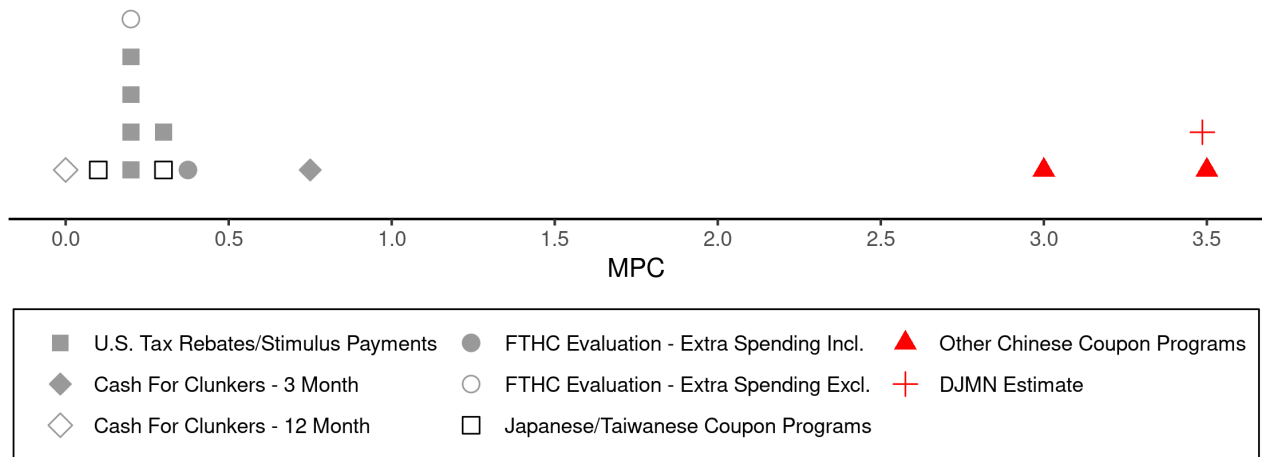 0.0 0.5 1.0 1.5 2.0 2.5 3.0 3.5
MPC
U.S. Tax Rebates/Stimulus Payments FTHC Evaluation - Extra Spending Incl. Other Chinese Coupon Programs
Cash For Clunkers - 3 Month FTHC Evaluation - Extra Spending Excl. DJMN Estimate
Cash For Clunkers - 12 Month Japanese/Taiwanese Coupon Programs